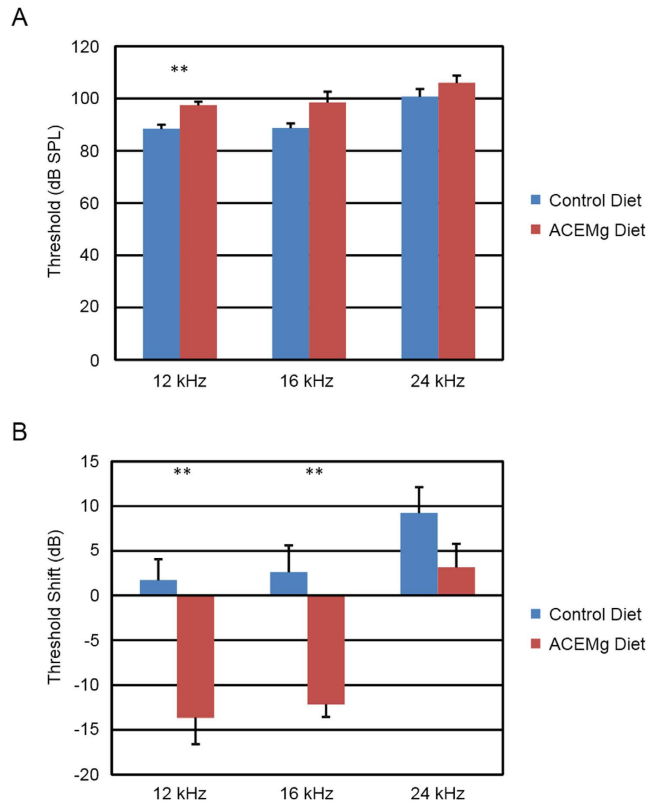 A
**
Threshold (dB SPL)
120
100
80
60
40
20
0
12 kHz 16 kHz 24 kHz
Control Diet
ACEMg Diet
B
** **
Threshold Shift (dB)
15
10
5
0
-5
-10
-15
-20
12 kHz 16 kHz 24 kHz
Control Diet
ACEMg Diet